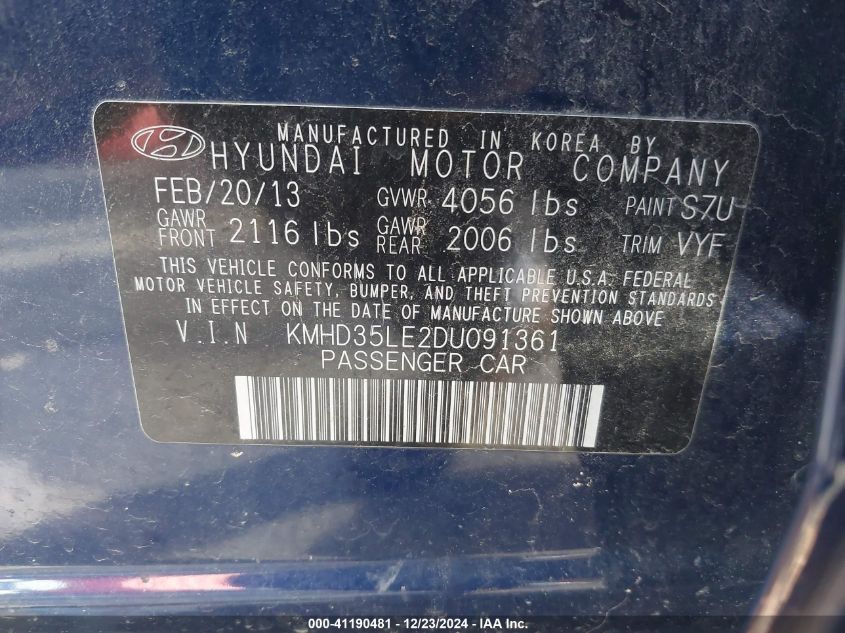 MANUFACTURED IN KOREA BY
HYUNDAI MOTOR COMPANY
FEB/20/13 GVWR 4056 lbs PAINT S7U
GAWR FRONT 2116 lbs GAWR REAR 2006 lbs TRIM VYF
THIS VEHICLE CONFORMS TO ALL APPLICABLE U.S.A. FEDERAL
MOTOR VEHICLE SAFETY, BUMPER, AND THEFT PREVENTION STANDARDS
IN EFFECT ON THE DATE OF MANUFACTURE SHOWN ABOVE
V.I.N KMHD35LE2DU091361
PASSENGER CAR
000-41190481 - 12/23/2024 - IAA Inc.